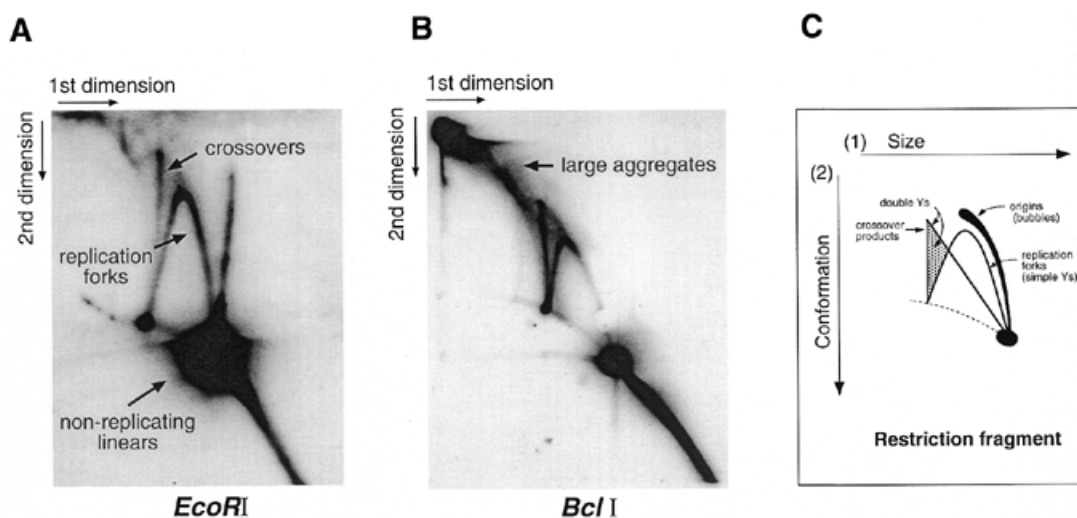 A
1st dimension
2nd dimension
crossovers
replication
forks
non-replicating
linears
EcoRI
B
1st dimension
2nd dimension
large aggregates
Bcl I
C
(1) Size
(2)
Conformation
double Ys
crossover
products
origins
(bubbles)
replication
forks
(simple Ys)
Restriction fragment